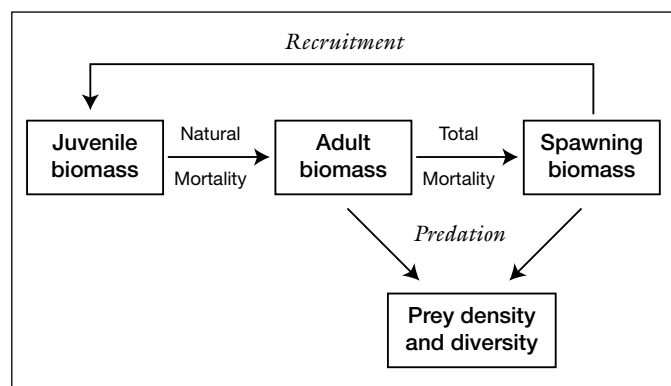 Recruitment
Juvenile
biomass
Natural
Mortality
Adult
biomass
Total
Mortality
Spawning
biomass
Predation
Prey density
and diversity